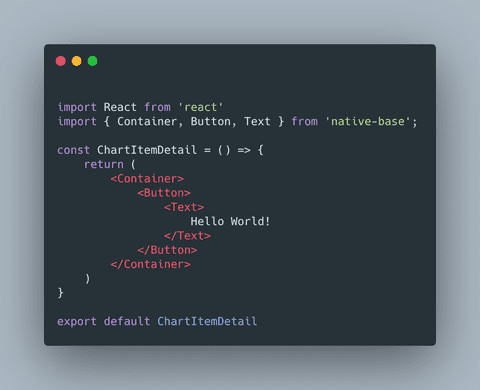 import React from 'react'
import { Container, Button, Text } from 'native-base';

const ChartItemDetail = () => {
    return (
        <Container>
            <Button>
                <Text>
                    Hello World!
                </Text>
            </Button>
        </Container>
    )
}

export default ChartItemDetail